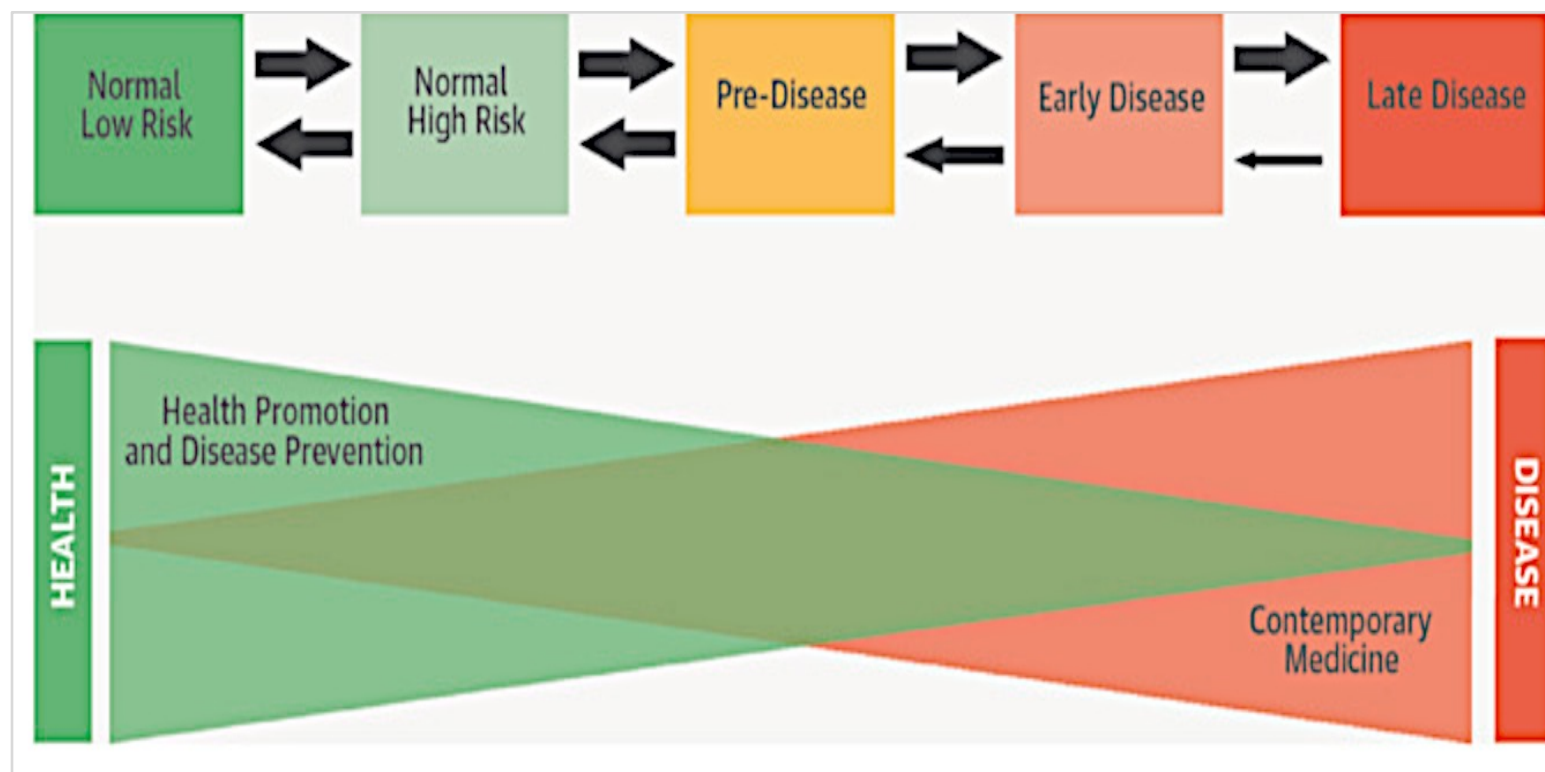 Normal
Low Risk
Normal
High Risk
Pre-Disease
Early Disease
Late Disease
HEALTH
Health Promotion
and Disease Prevention
Contemporary
Medicine
DISEASE